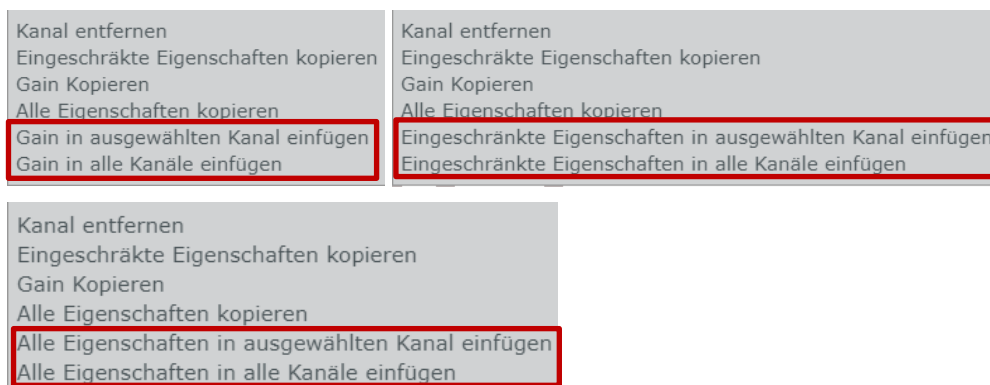 Kanal entfernen
Eingeschräkte Eigenschaften kopieren
Gain Kopieren
Alle Eigenschaften kopieren
Gain in ausgewählten Kanal einfügen
Gain in alle Kanäle einfügen
Kanal entfernen
Eingeschräkte Eigenschaften kopieren
Gain Kopieren
Alle Eigenschaften kopieren
Eingeschränkte Eigenschaften in ausgewählten Kanal einfügen
Eingeschränkte Eigenschaften in alle Kanäle einfügen
Kanal entfernen
Eingeschräkte Eigenschaften kopieren
Gain Kopieren
Alle Eigenschaften kopieren
Alle Eigenschaften in ausgewählten Kanal einfügen
Alle Eigenschaften in alle Kanäle einfügen